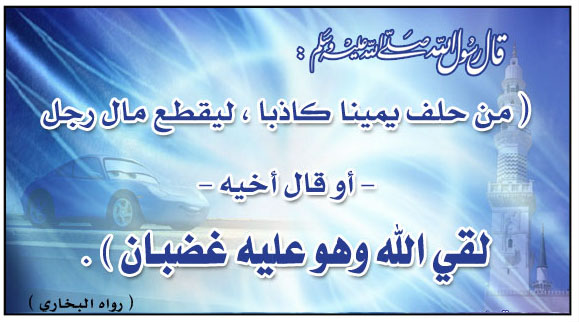 قال رسول الله صلى الله عليه وسلم :
( من حلف يمينا كاذبا ، ليقطع مال رجل
- أو قال أخيه -
لقي الله وهو عليه غضبان ) .
( رواه البخاري )